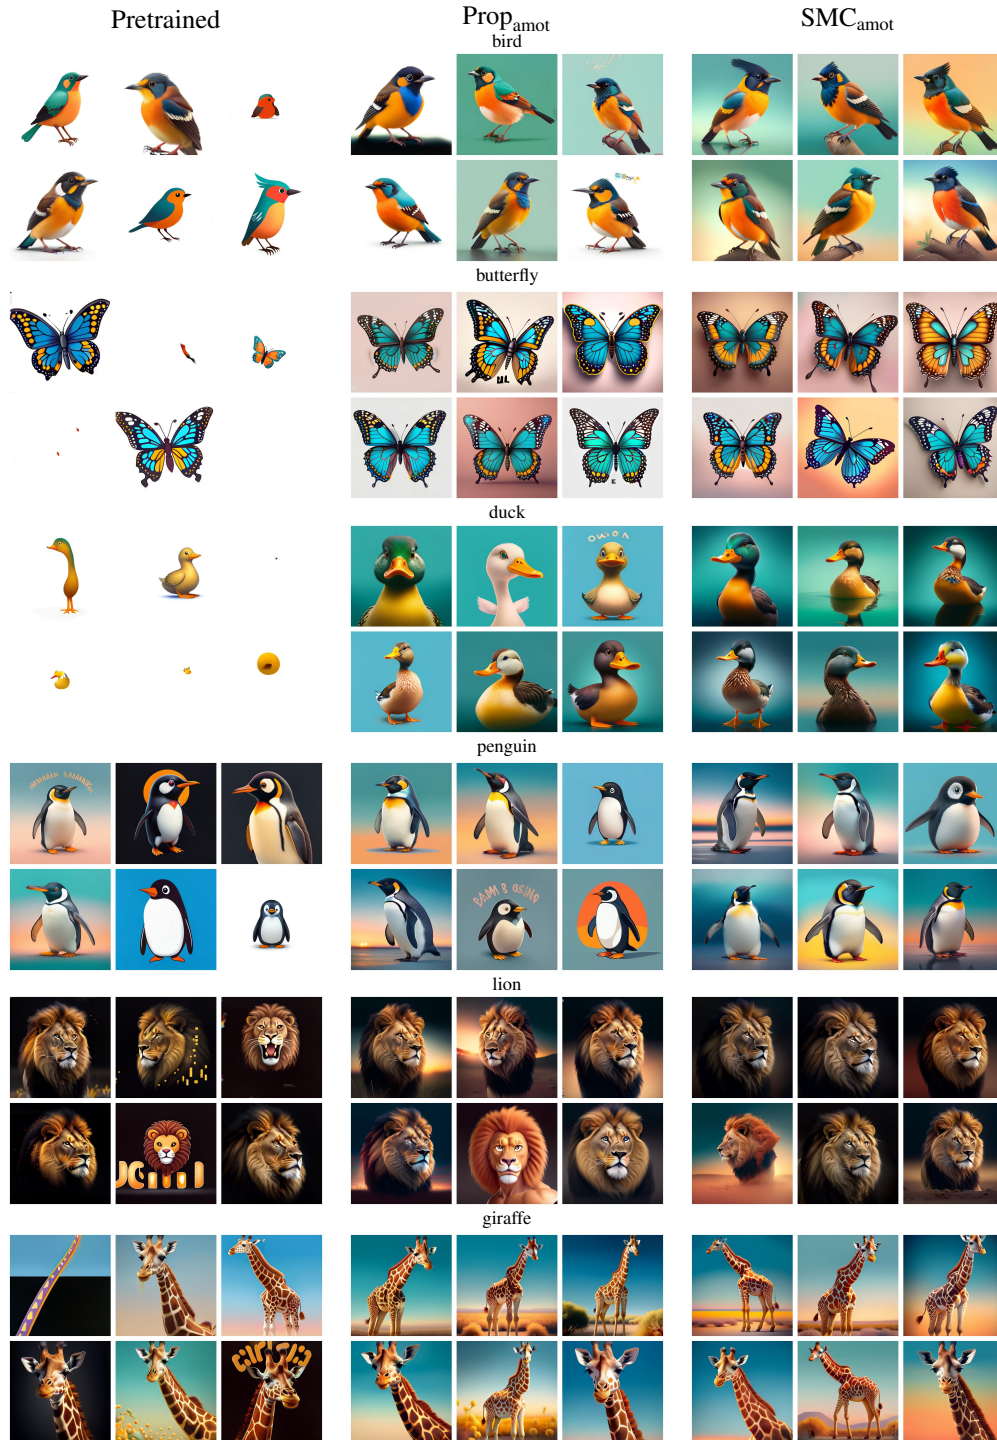 Pretrained
Prop_amot
SMC_amot
bird
butterfly
duck
penguin
lion
giraffe